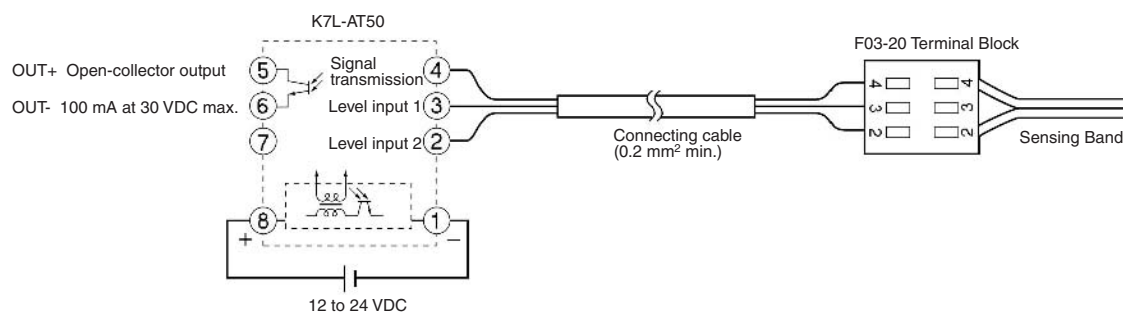 K7L-AT50
F03-20 Terminal Block
OUT+ Open-collector output
5
Signal
transmission
4
OUT- 100 mA at 30 VDC max.
6
Level input 1
3
7
Level input 2
2
Connecting cable
(0.2 mm² min.)
4
3
2
4
3
2
Sensing Band
8
1
+
−
12 to 24 VDC